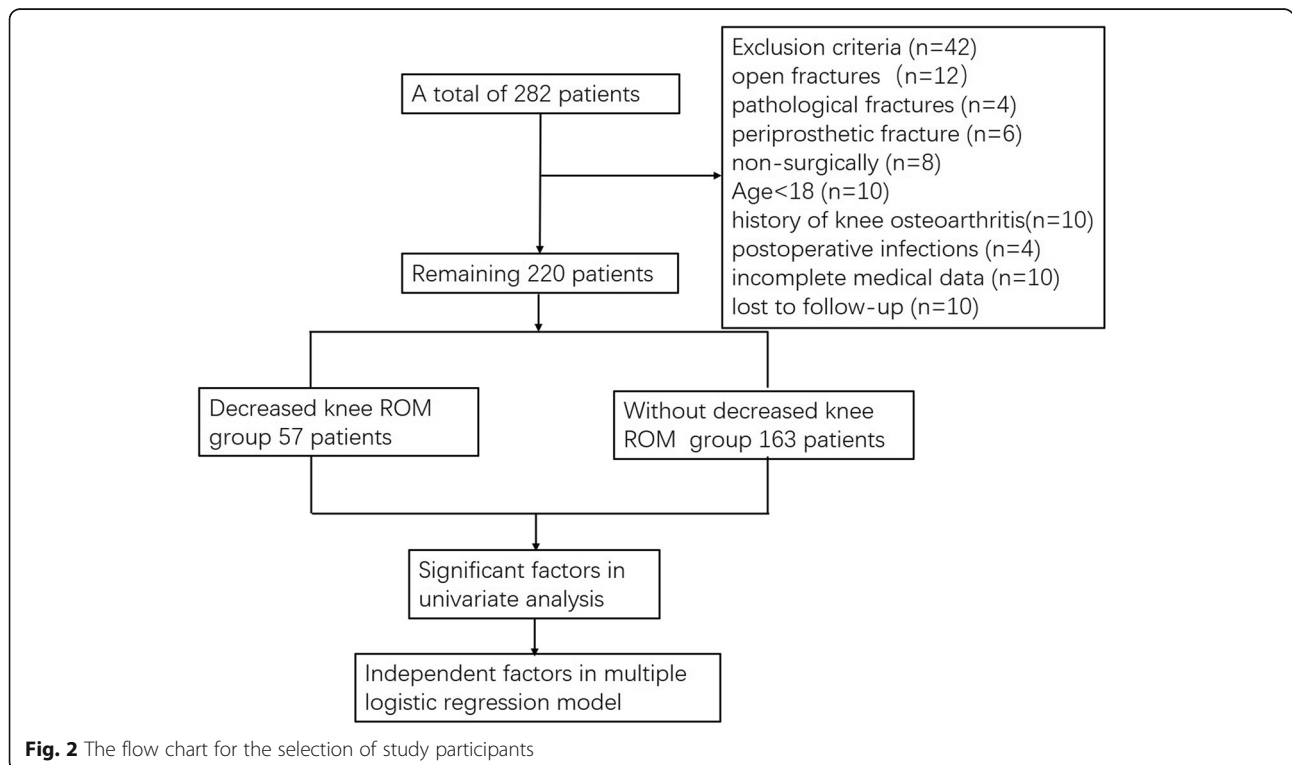 A total of 282 patients
Exclusion criteria (n=42)
open fractures (n=12)
pathological fractures (n=4)
periprosthetic fracture (n=6)
non-surgically (n=8)
Age<18 (n=10)
history of knee osteoarthritis(n=10)
postoperative infections (n=4)
incomplete medical data (n=10)
lost to follow-up (n=10)
Remaining 220 patients
Decreased knee ROM
group 57 patients
Without decreased knee
ROM group 163 patients
Significant factors in
univariate analysis
Independent factors in multiple
logistic regression model
Fig. 2 The flow chart for the selection of study participants